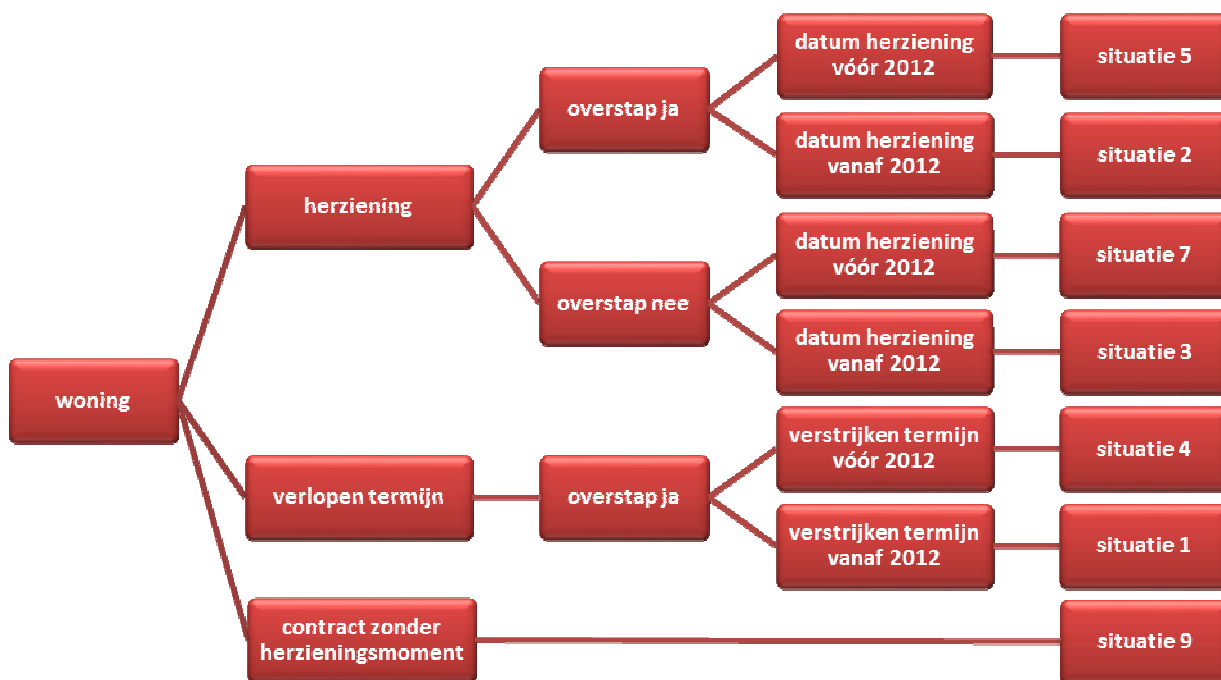 datum herziening
vóór 2012
situatie 5
overstap ja
datum herziening
vanaf 2012
situatie 2
herziening
datum herziening
vóór 2012
situatie 7
overstap nee
datum herziening
vanaf 2012
situatie 3
woning
verstrijken termijn
vóór 2012
situatie 4
verlopen termijn
overstap ja
verstrijken termijn
vanaf 2012
situatie 1
contract zonder
herzieningsmoment
situatie 9